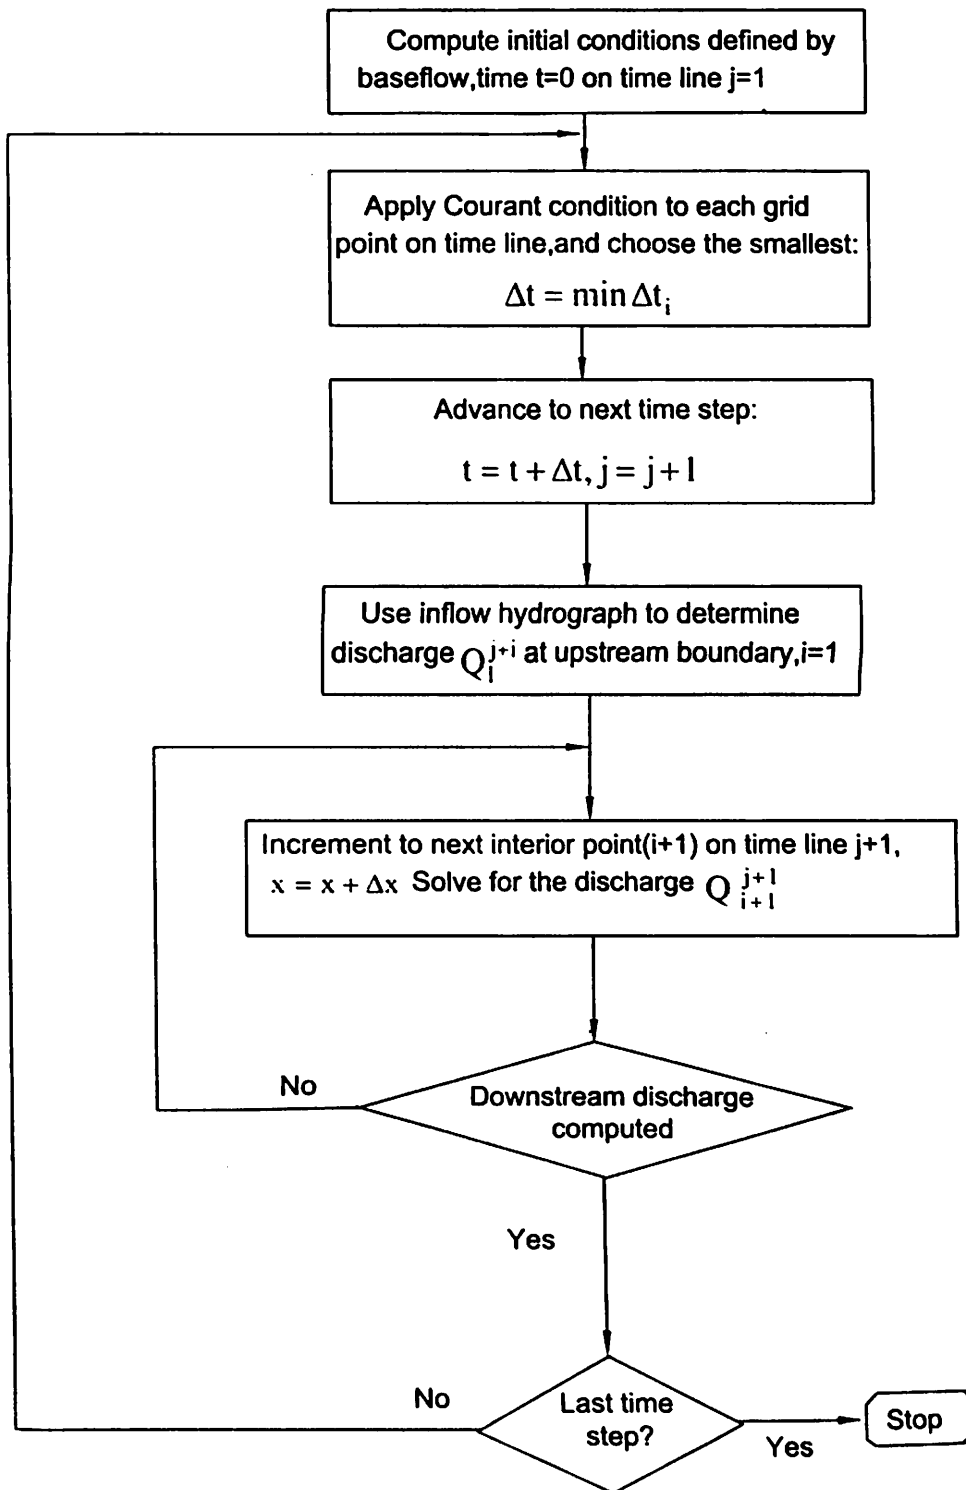 Compute initial conditions defined by
baseflow,time t=0 on time line j=1
Apply Courant condition to each grid
point on time line,and choose the smallest:
Δt = min Δt_i
Advance to next time step:
t = t + Δt, j = j + 1
Use inflow hydrograph to determine
discharge Q_1^{j+i} at upstream boundary,i=1
Increment to next interior point(i+1) on time line j+1,
x = x + Δx Solve for the discharge Q_{i+1}^{j+1}
No
Downstream discharge
computed
Yes
No
Last time
step?
Yes
Stop